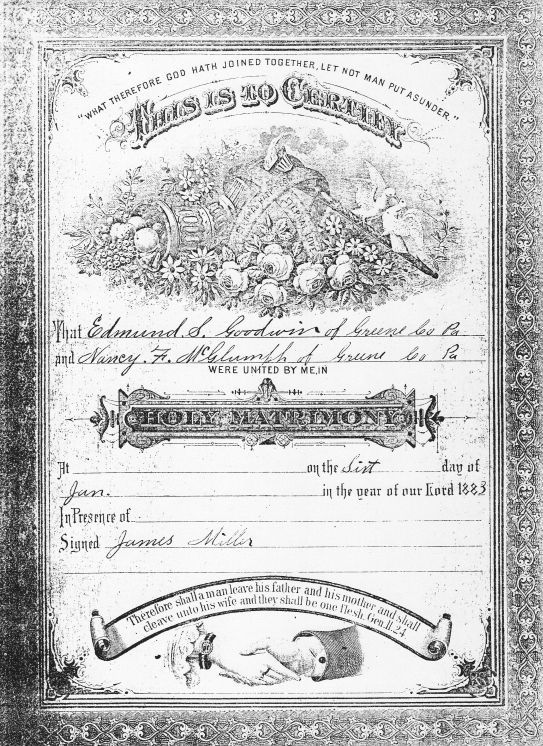 "WHAT THEREFORE GOD HATH JOINED TOGETHER, LET NOT MAN PUT ASUNDER."
THIS IS TO CERTIFY
That Edmund S. Goodwin of Greene Co Pa
and Nancy F. McGlumph of Greene Co Pa
WERE UNITED BY ME, IN
HOLY MATRIMONY
At on the Sixt day of
Jan. in the year of our Lord 1883
In Presence of
Signed James Miller
Therefore shall a man leave his father and his mother and shall
cleave unto his wife and they shall be one flesh. Gen. II. 24